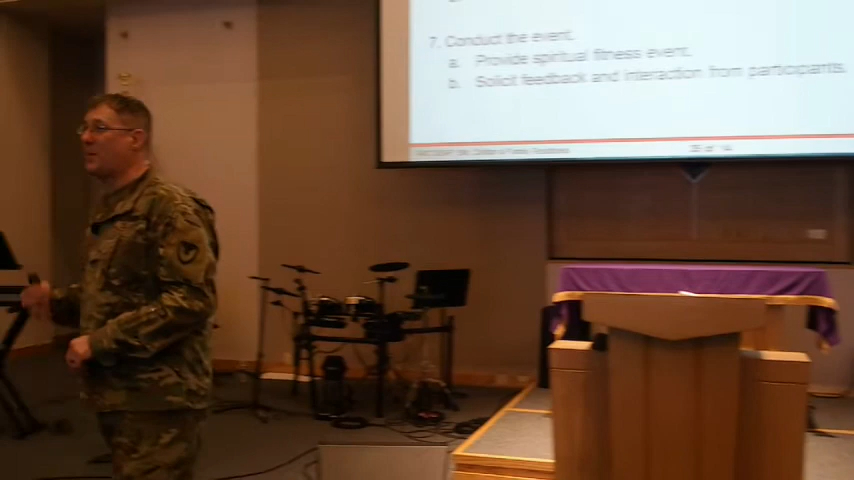 7. Conduct the event.
a. Provide spiritual fitness event.
b. Solicit feedback and interaction from participants.